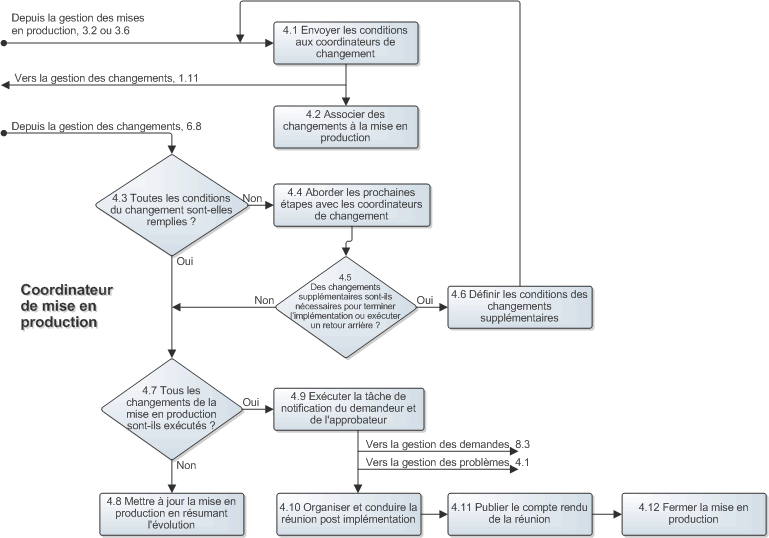 Depuis la gestion des mises
en production, 3.2 ou 3.6
4.1 Envoyer les conditions
aux coordinateurs de
changement
Vers la gestion des changements, 1.11
4.2 Associer des
changements à la mise en
production
Depuis la gestion des changements, 6.8
4.3 Toutes les conditions
du changement sont-elles
remplies ?
Non
4.4 Aborder les prochaines
étapes avec les coordinateurs
de changement
Oui
Coordinateur
de mise en
production
4.5
Des changements
supplémentaires sont-ils
nécessaires pour terminer
l'implémentation ou exécuter
un retour arrière ?
Non
Oui
4.6 Définir les conditions des
changements
supplémentaires
4.7 Tous les
changements de la
mise en production
sont-ils exécutés ?
Oui
4.9 Exécuter la tâche de
notification du demandeur et
de l'approbateur
Vers la gestion des demandes, 8.3
Vers la gestion des problèmes, 4.1
Non
4.8 Mettre à jour la mise en
production en résumant
l'évolution
4.10 Organiser et conduire la
réunion post implémentation
4.11 Publier le compte rendu
de la réunion
4.12 Fermer la mise en
production